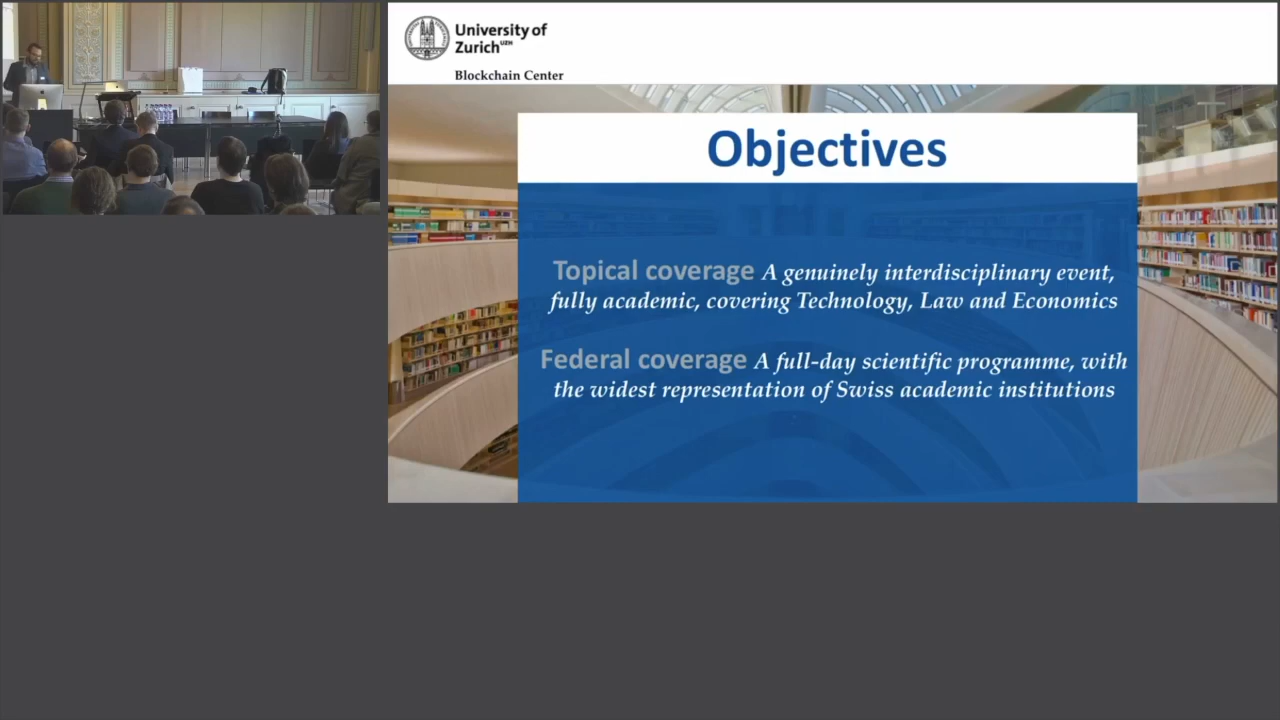 University of
Zurich UZH
Blockchain Center
Objectives
Topical coverage A genuinely interdisciplinary event,
fully academic, covering Technology, Law and Economics
Federal coverage A full-day scientific programme, with
the widest representation of Swiss academic institutions